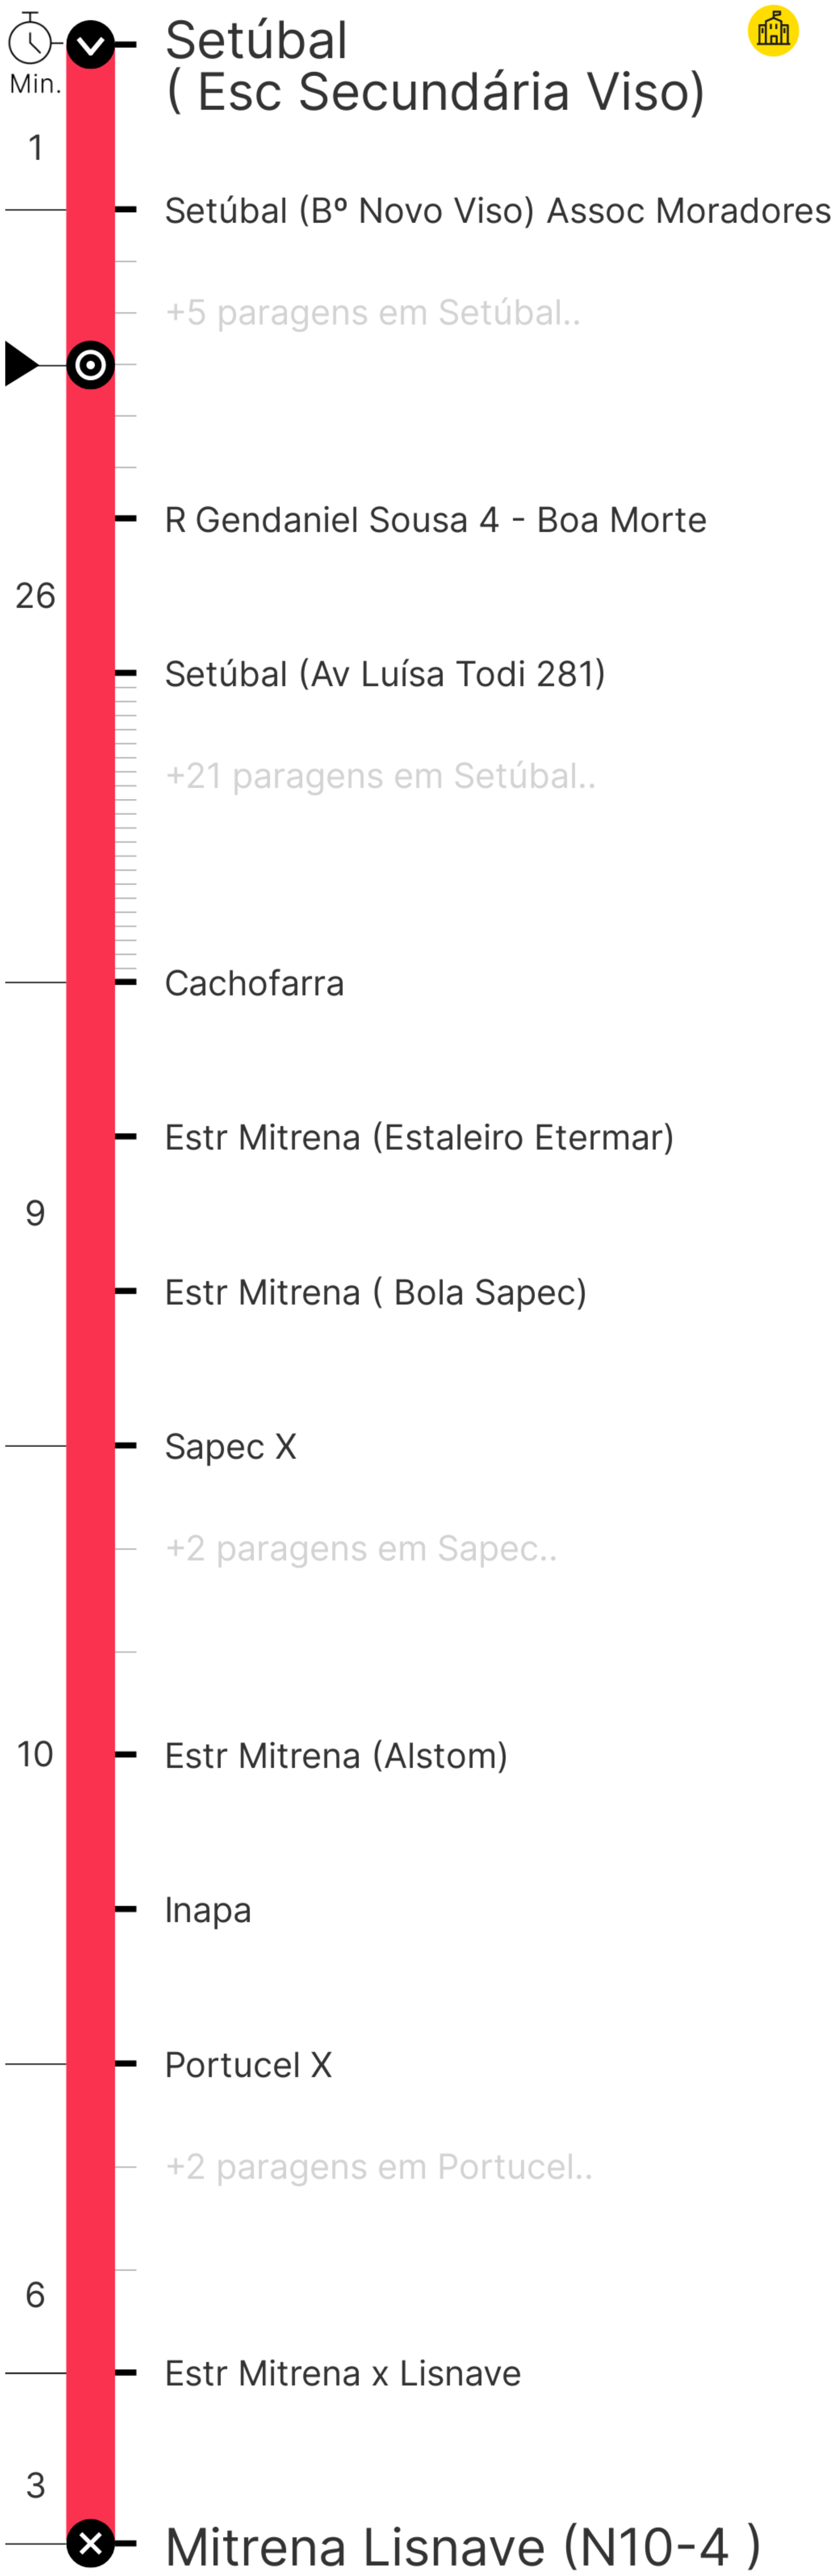 Setúbal
( Esc Secundária Viso)
Min.
1
Setúbal (Bº Novo Viso) Assoc Moradores
+5 paragens em Setúbal..
R Gendaniel Sousa 4 - Boa Morte
26
Setúbal (Av Luísa Todi 281)
+21 paragens em Setúbal..
Cachofarra
Estr Mitrena (Estaleiro Etermar)
9
Estr Mitrena ( Bola Sapec)
Sapec X
+2 paragens em Sapec..
10
Estr Mitrena (Alstom)
Inapa
Portucel X
+2 paragens em Portucel..
6
Estr Mitrena x Lisnave
3
Mitrena Lisnave (N10-4 )